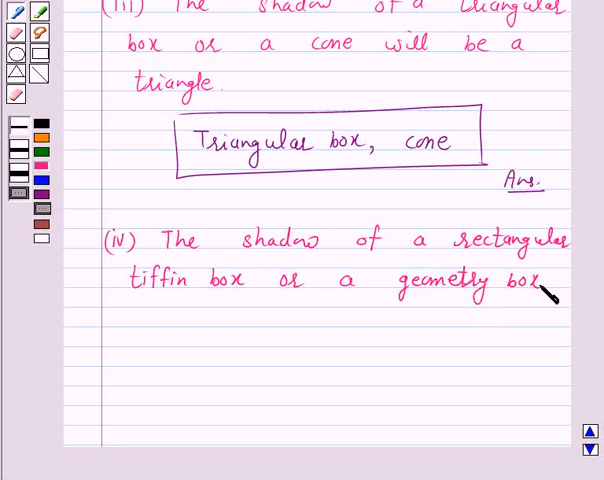 (iii) The shadow of a triangular
box or a cone will be a
triangle.
Triangular box, cone
Ans.
(iv) The shadow of a rectangular
tiffin box or a geometry box